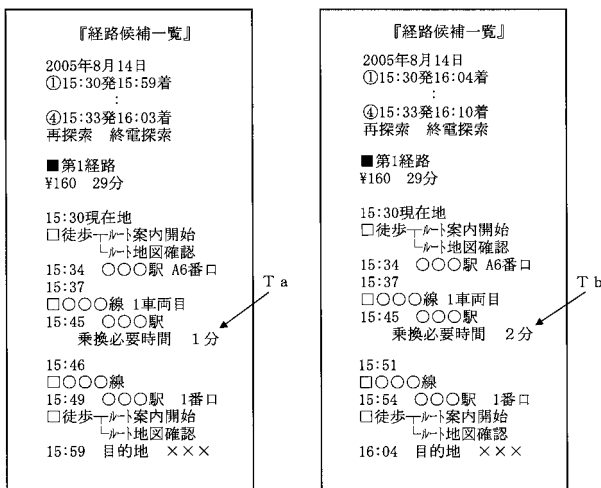 『経路候補一覧』
2005年8月14日
①15:30発15:59着
:
④15:33発16:03着
再探索 終電探索
■第1経路
¥160 29分
15:30現在地
□徒歩┬ルート案内開始
└ルート地図確認
15:34 ○○○駅 A6番口
15:37
□○○○線 1車両目
15:45 ○○○駅
乗換必要時間 1分
15:46
□○○○線
15:49 ○○○駅 1番口
□徒歩┬ルート案内開始
└ルート地図確認
15:59 目的地 ×××
Ta
『経路候補一覧』
2005年8月14日
①15:30発16:04着
:
④15:33発16:10着
再探索 終電探索
■第1経路
¥160 29分
15:30現在地
□徒歩┬ルート案内開始
└ルート地図確認
15:34 ○○○駅 A6番口
15:37
□○○○線 1車両目
15:45 ○○○駅
乗換必要時間 2分
15:51
□○○○線
15:54 ○○○駅 1番口
□徒歩┬ルート案内開始
└ルート地図確認
16:04 目的地 ×××
Tb